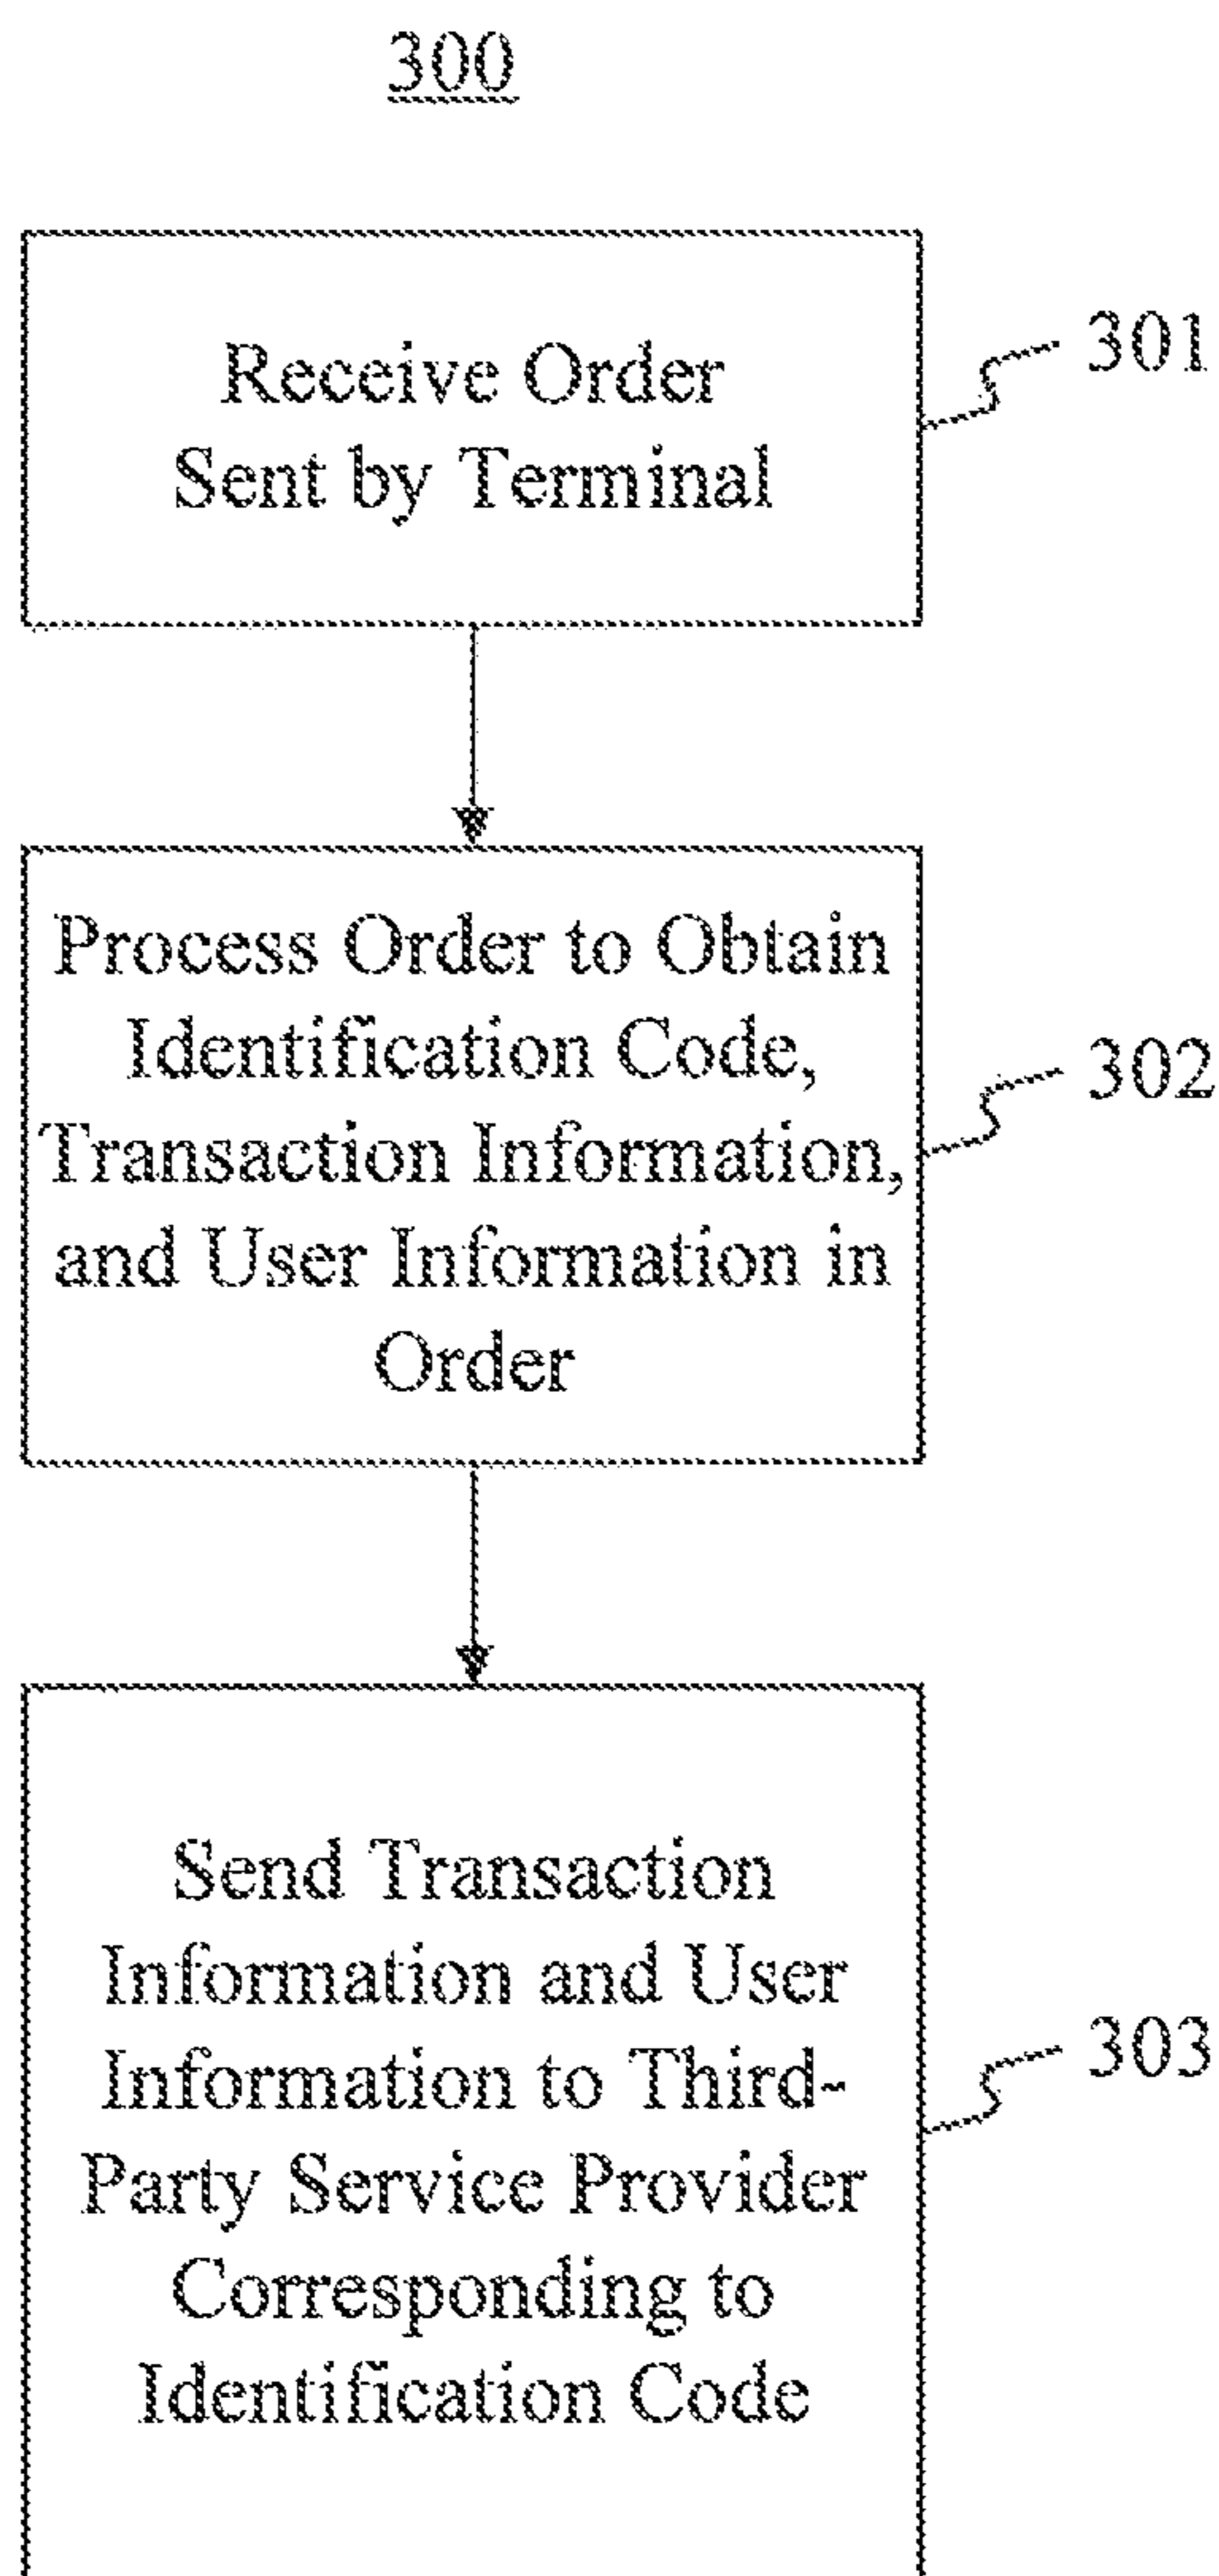 300
Receive Order
Sent by Terminal
301
Process Order to Obtain
Identification Code,
Transaction Information,
and User Information in
Order
302
Send Transaction
Information and User
Information to Third-
Party Service Provider
Corresponding to
Identification Code
303